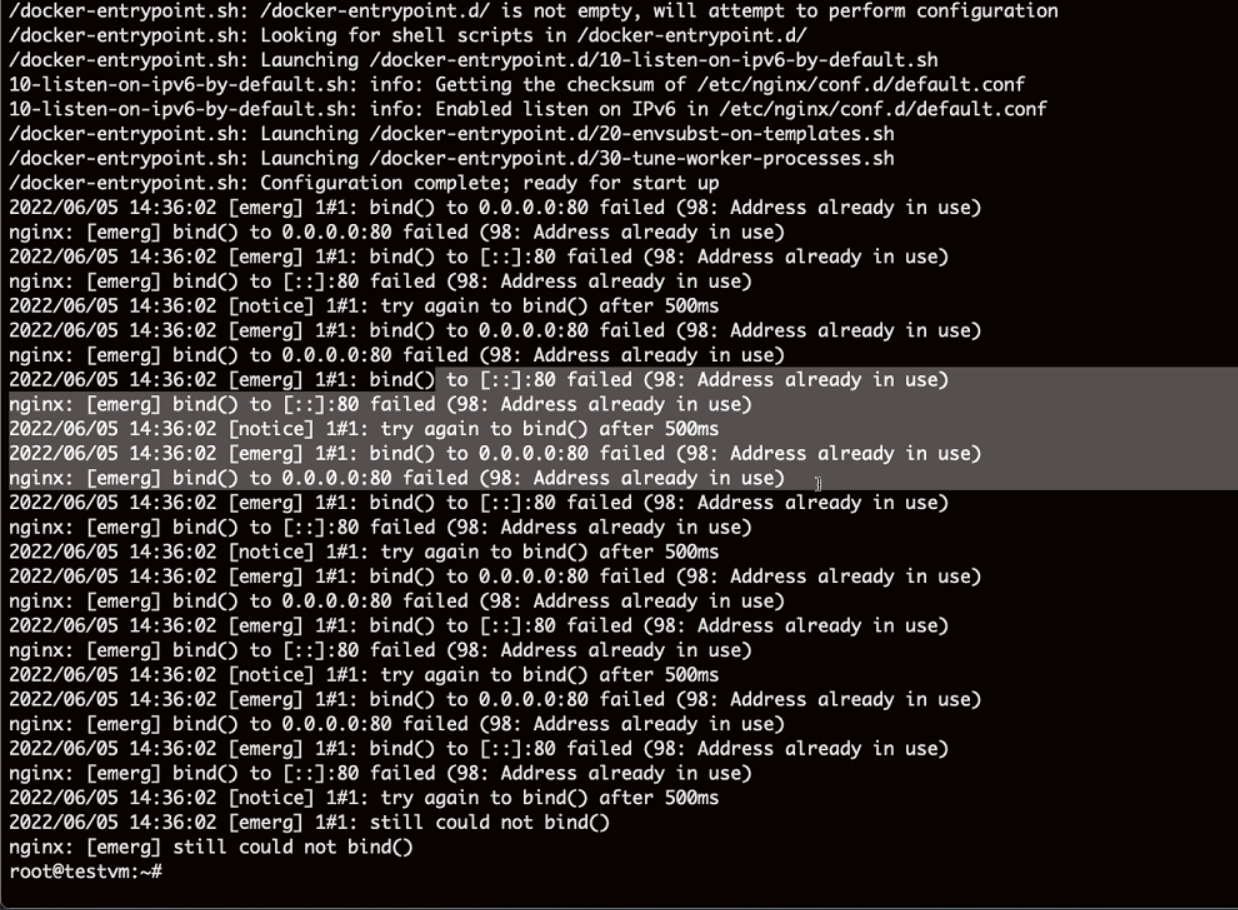 /docker-entrypoint.sh: /docker-entrypoint.d/ is not empty, will attempt to perform configuration
/docker-entrypoint.sh: Looking for shell scripts in /docker-entrypoint.d/
/docker-entrypoint.sh: Launching /docker-entrypoint.d/10-listen-on-ipv6-by-default.sh
10-listen-on-ipv6-by-default.sh: info: Getting the checksum of /etc/nginx/conf.d/default.conf
10-listen-on-ipv6-by-default.sh: info: Enabled listen on IPv6 in /etc/nginx/conf.d/default.conf
/docker-entrypoint.sh: Launching /docker-entrypoint.d/20-envsubst-on-templates.sh
/docker-entrypoint.sh: Launching /docker-entrypoint.d/30-tune-worker-processes.sh
/docker-entrypoint.sh: Configuration complete; ready for start up
2022/06/05 14:36:02 [emerg] 1#1: bind() to 0.0.0.0:80 failed (98: Address already in use)
nginx: [emerg] bind() to 0.0.0.0:80 failed (98: Address already in use)
2022/06/05 14:36:02 [emerg] 1#1: bind() to [::]:80 failed (98: Address already in use)
nginx: [emerg] bind() to [::]:80 failed (98: Address already in use)
2022/06/05 14:36:02 [notice] 1#1: try again to bind() after 500ms
2022/06/05 14:36:02 [emerg] 1#1: bind() to 0.0.0.0:80 failed (98: Address already in use)
nginx: [emerg] bind() to 0.0.0.0:80 failed (98: Address already in use)
2022/06/05 14:36:02 [emerg] 1#1: bind() to [::]:80 failed (98: Address already in use)
nginx: [emerg] bind() to [::]:80 failed (98: Address already in use)
2022/06/05 14:36:02 [notice] 1#1: try again to bind() after 500ms
2022/06/05 14:36:02 [emerg] 1#1: bind() to 0.0.0.0:80 failed (98: Address already in use)
nginx: [emerg] bind() to 0.0.0.0:80 failed (98: Address already in use)
2022/06/05 14:36:02 [emerg] 1#1: bind() to [::]:80 failed (98: Address already in use)
nginx: [emerg] bind() to [::]:80 failed (98: Address already in use)
2022/06/05 14:36:02 [notice] 1#1: try again to bind() after 500ms
2022/06/05 14:36:02 [emerg] 1#1: bind() to 0.0.0.0:80 failed (98: Address already in use)
nginx: [emerg] bind() to 0.0.0.0:80 failed (98: Address already in use)
2022/06/05 14:36:02 [emerg] 1#1: bind() to [::]:80 failed (98: Address already in use)
nginx: [emerg] bind() to [::]:80 failed (98: Address already in use)
2022/06/05 14:36:02 [notice] 1#1: try again to bind() after 500ms
2022/06/05 14:36:02 [emerg] 1#1: bind() to 0.0.0.0:80 failed (98: Address already in use)
nginx: [emerg] bind() to 0.0.0.0:80 failed (98: Address already in use)
2022/06/05 14:36:02 [emerg] 1#1: bind() to [::]:80 failed (98: Address already in use)
nginx: [emerg] bind() to [::]:80 failed (98: Address already in use)
2022/06/05 14:36:02 [notice] 1#1: try again to bind() after 500ms
2022/06/05 14:36:02 [emerg] 1#1: still could not bind()
nginx: [emerg] still could not bind()
root@testvm:~#